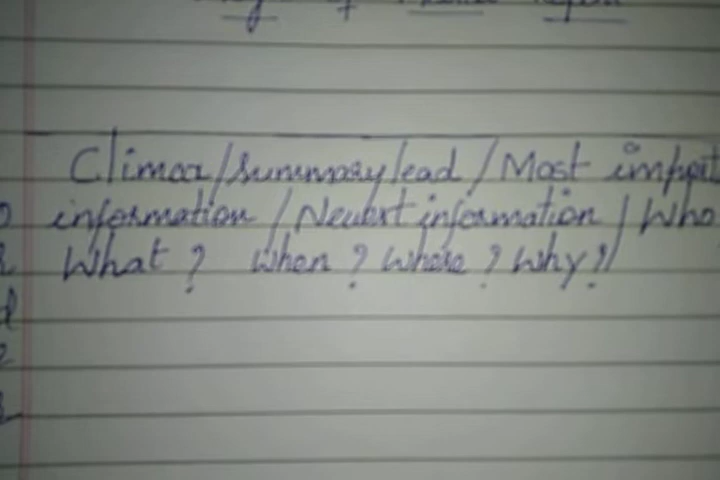 Climax/summary lead / Most import
information / Newest information / Who
What ? When ? Where ? Why ?/